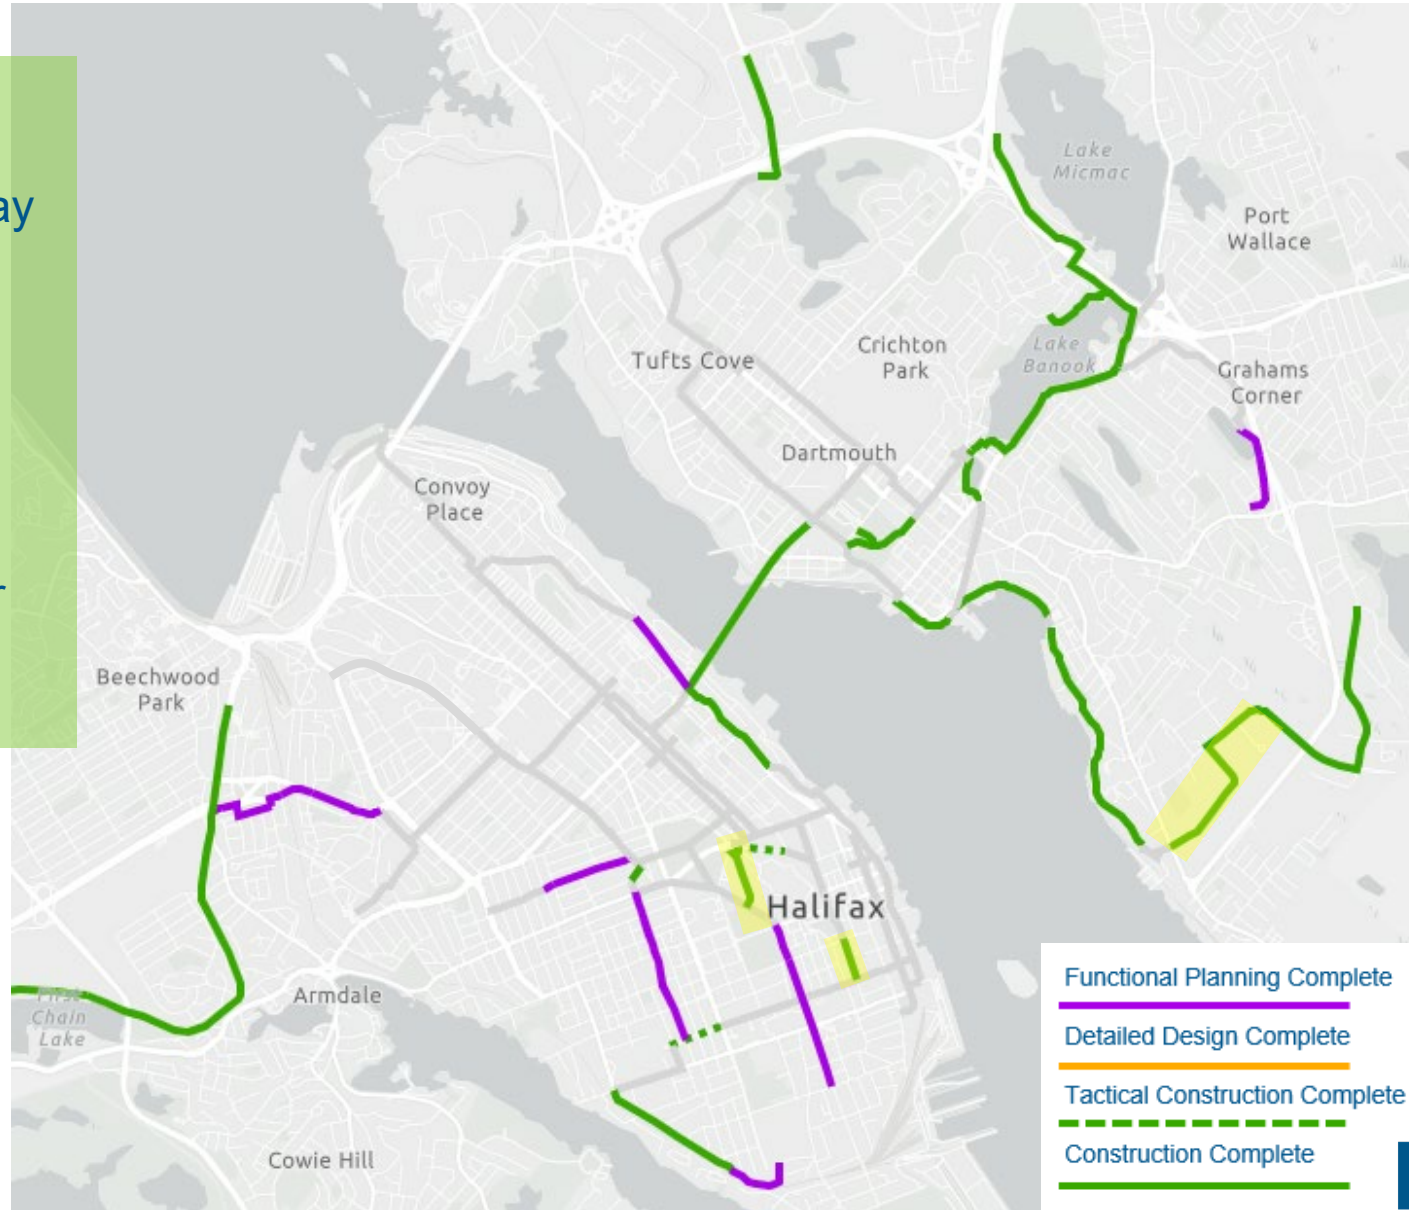 ay
r
Lake
Micmac
Port
Wallace
Tufts Cove
Crichton
Park
Lake
Banook
Grahams
Corner
Dartmouth
Convoy
Place
Beechwood
Park
Halifax
First
Chain
Lake
Armdale
Cowie Hill
Functional Planning Complete
Detailed Design Complete
Tactical Construction Complete
Construction Complete